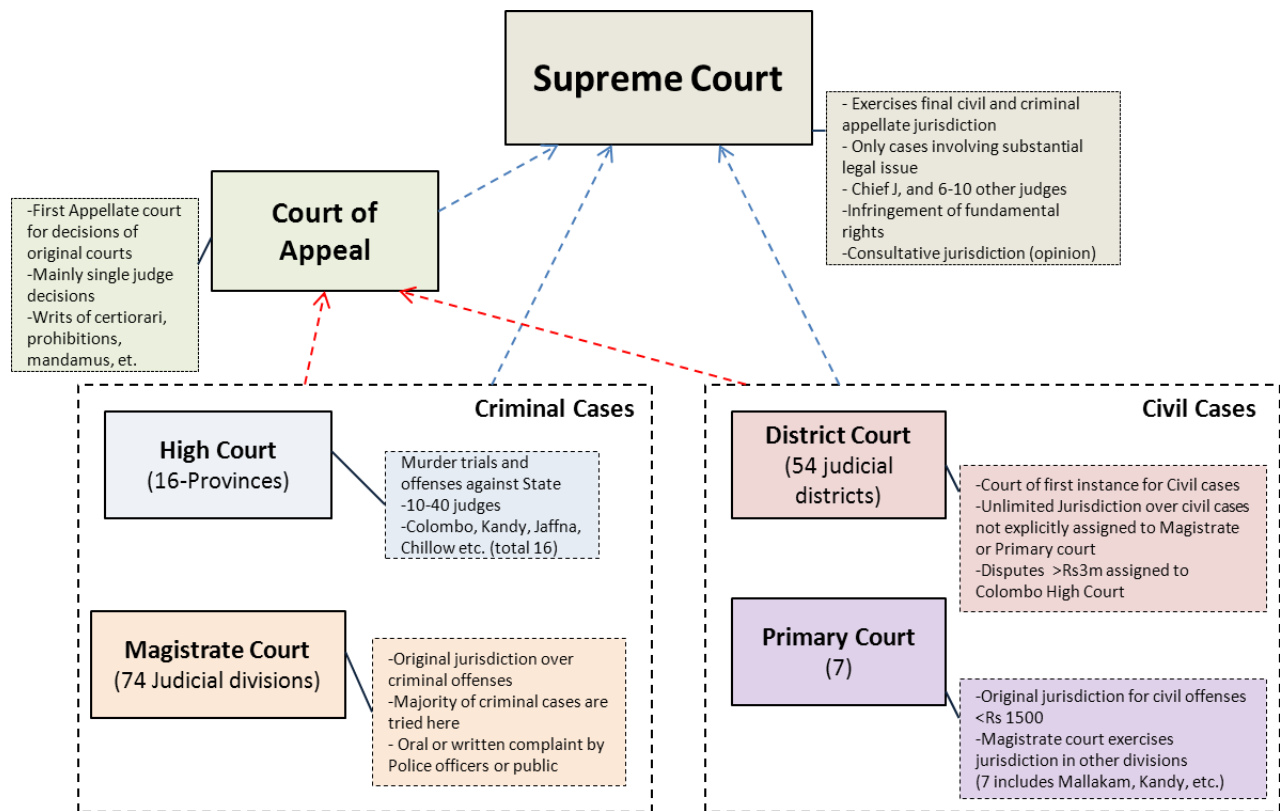 Supreme Court
- Exercises final civil and criminal
appellate jurisdiction
- Only cases involving substantial
legal issue
- Chief J, and 6-10 other judges
-Infringement of fundamental
rights
-Consultative jurisdiction (opinion)
Court of
Appeal
-First Appellate court
for decisions of
original courts
-Mainly single judge
decisions
-Writs of certiorari,
prohibitions,
mandamus, et.
Criminal Cases
High Court
(16-Provinces)
Murder trials and
offenses against State
-10-40 judges
-Colombo, Kandy, Jaffna,
Chillow etc. (total 16)
Magistrate Court
(74 Judicial divisions)
-Original jurisdiction over
criminal offenses
-Majority of criminal cases are
tried here
- Oral or written complaint by
Police officers or public
Civil Cases
District Court
(54 judicial
districts)
-Court of first instance for Civil cases
-Unlimited Jurisdiction over civil cases
not explicitly assigned to Magistrate
or Primary court
-Disputes >Rs3m assigned to
Colombo High Court
Primary Court
(7)
-Original jurisdiction for civil offenses
<Rs 1500
-Magistrate court exercises
jurisdiction in other divisions
(7 includes Mallakam, Kandy, etc.)